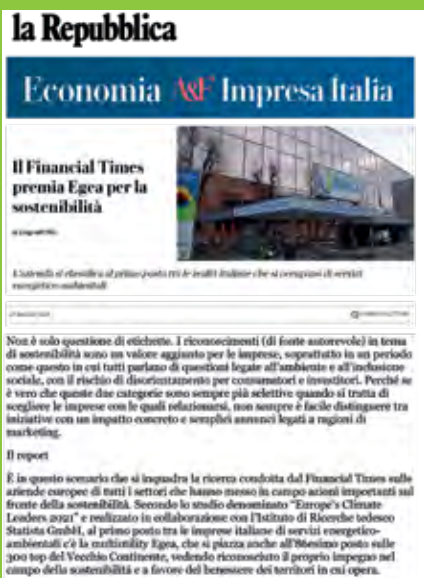 la Repubblica
Economia A&F Impresa Italia
Il Financial Times
premia Egea per la
sostenibilità
L'azienda si classifica al primo posto tra le realtà italiane che si occupano di servizi
energetico-ambientali
Non è solo questione di etichette. I riconoscimenti (di fonte autorevole) in tema
di sostenibilità sono un valore aggiunto per le imprese, soprattutto in un periodo
come questo in cui tutti parlano di questioni legate all'ambiente e all'inclusione
sociale, con il rischio di disorientamento per consumatori e investitori. Perché se
è vero che queste due categorie sono sempre più selettive quando si tratta di
scegliere le imprese con le quali relazionarsi, non sempre è facile distinguere tra
iniziative con un impatto concreto e semplici annunci legati a ragioni di
marketing.
Il report
È in questo scenario che si inquadra la ricerca condotta dal Financial Times sulle
aziende europee di tutti i settori che hanno messo in campo azioni importanti sul
fronte della sostenibilità. Secondo lo studio denominato "Europe's Climate
Leaders 2021" e realizzato in collaborazione con l'Istituto di Ricerche tedesco
Statista GmbH, al primo posto tra le imprese italiane di servizi energetico-
ambientali c'è la multiutility Egea, che si piazza anche all'86esimo posto sulle
300 top del Vecchio Continente, vedendo riconosciuto il proprio impegno nel
campo della sostenibilità e a favore del benessere dei territori in cui opera.